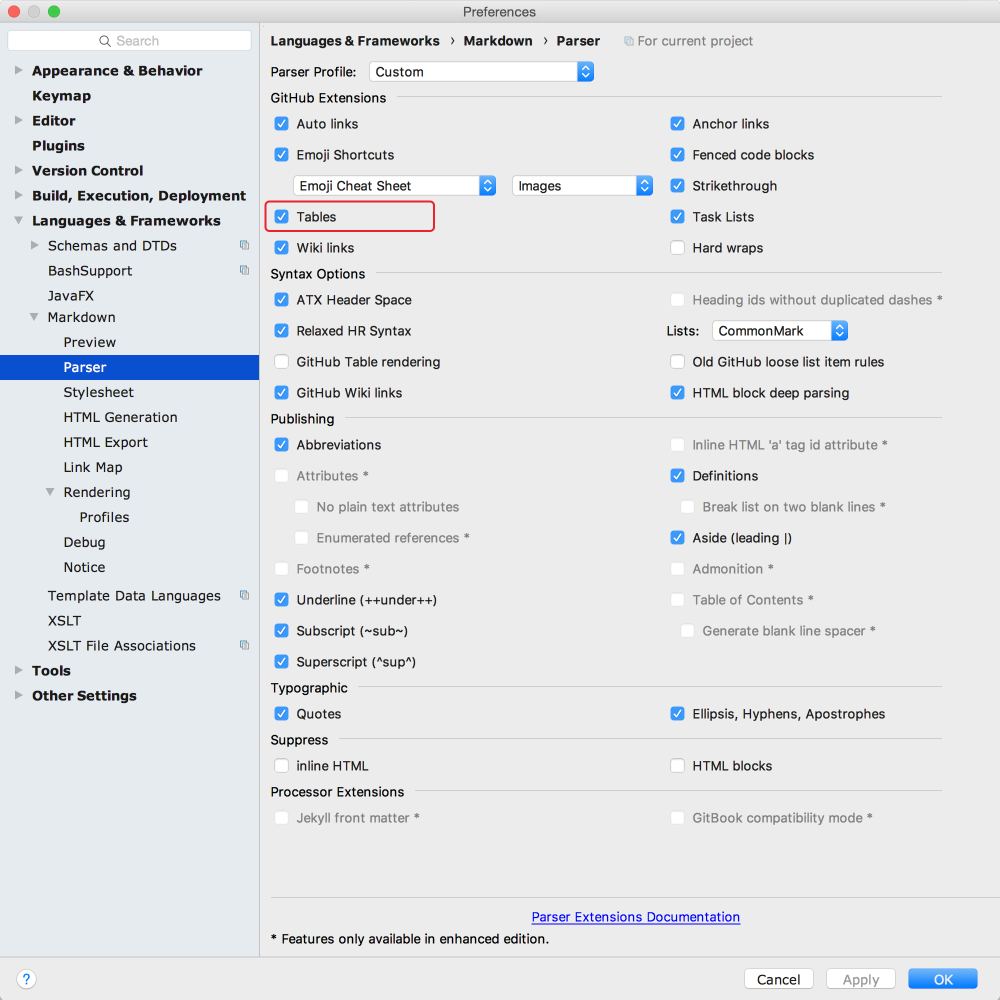 Preferences
Search
Appearance & Behavior
Keymap
Editor
Plugins
Version Control
Build, Execution, Deployment
Languages & Frameworks
Schemas and DTDs
BashSupport
JavaFX
Markdown
Preview
Parser
Stylesheet
HTML Generation
HTML Export
Link Map
Rendering
Profiles
Debug
Notice
Template Data Languages
XSLT
XSLT File Associations
Tools
Other Settings
?
Languages & Frameworks › Markdown › Parser For current project
Parser Profile: Custom
GitHub Extensions
Auto links Anchor links
Emoji Shortcuts Fenced code blocks
Emoji Cheat Sheet Images Strikethrough
Tables Task Lists
Wiki links Hard wraps
Syntax Options
ATX Header Space Heading ids without duplicated dashes *
Relaxed HR Syntax Lists: CommonMark
GitHub Table rendering Old GitHub loose list item rules
GitHub Wiki links HTML block deep parsing
Publishing
Abbreviations Inline HTML 'a' tag id attribute *
Attributes * Definitions
No plain text attributes Break list on two blank lines *
Enumerated references * Aside (leading |)
Footnotes * Admonition *
Underline (++under++) Table of Contents *
Subscript (~sub~) Generate blank line spacer *
Superscript (^sup^)
Typographic
Quotes Ellipsis, Hyphens, Apostrophes
Suppress
inline HTML HTML blocks
Processor Extensions
Jekyll front matter * GitBook compatibility mode *
Parser Extensions Documentation
* Features only available in enhanced edition.
Cancel Apply OK